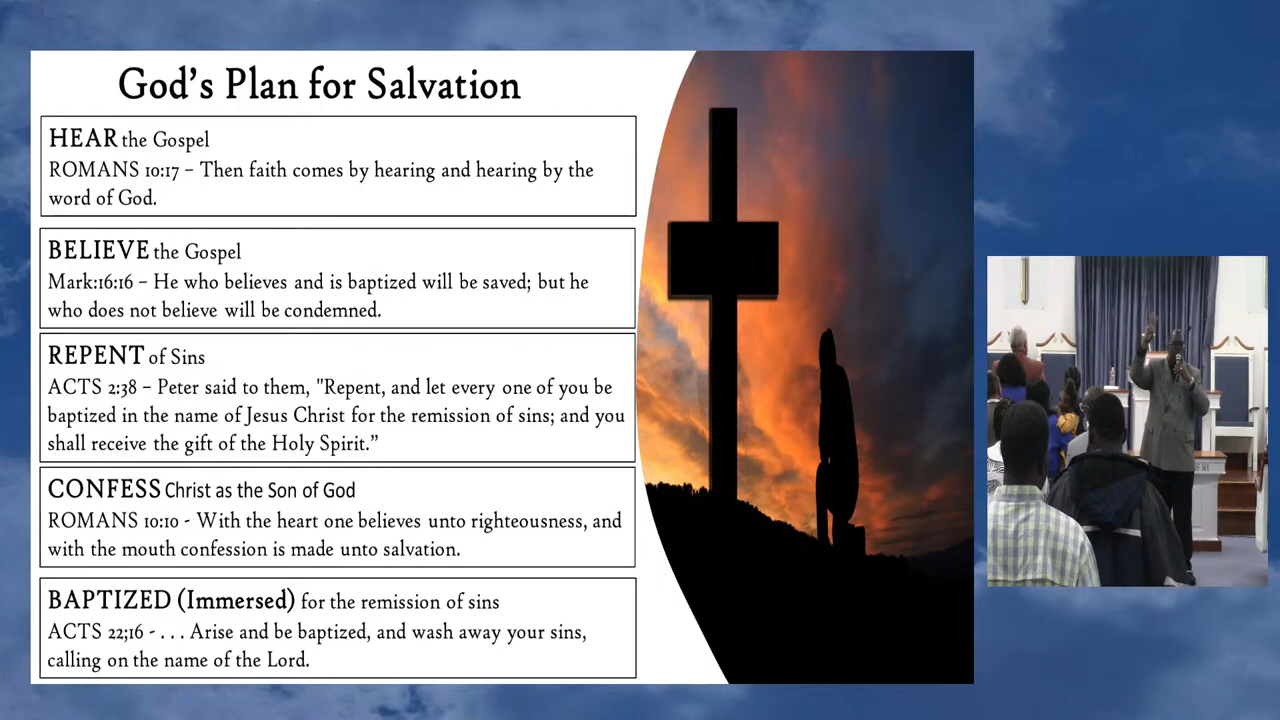 God's Plan for Salvation
HEAR the Gospel
ROMANS 10:17 – Then faith comes by hearing and hearing by the
word of God.
BELIEVE the Gospel
Mark:16:16 – He who believes and is baptized will be saved; but he
who does not believe will be condemned.
REPENT of Sins
ACTS 2:38 – Peter said to them, "Repent, and let every one of you be
baptized in the name of Jesus Christ for the remission of sins; and you
shall receive the gift of the Holy Spirit.”
CONFESS Christ as the Son of God
ROMANS 10:10 - With the heart one believes unto righteousness, and
with the mouth confession is made unto salvation.
BAPTIZED (Immersed) for the remission of sins
ACTS 22;16 - . . . Arise and be baptized, and wash away your sins,
calling on the name of the Lord.
OF ME